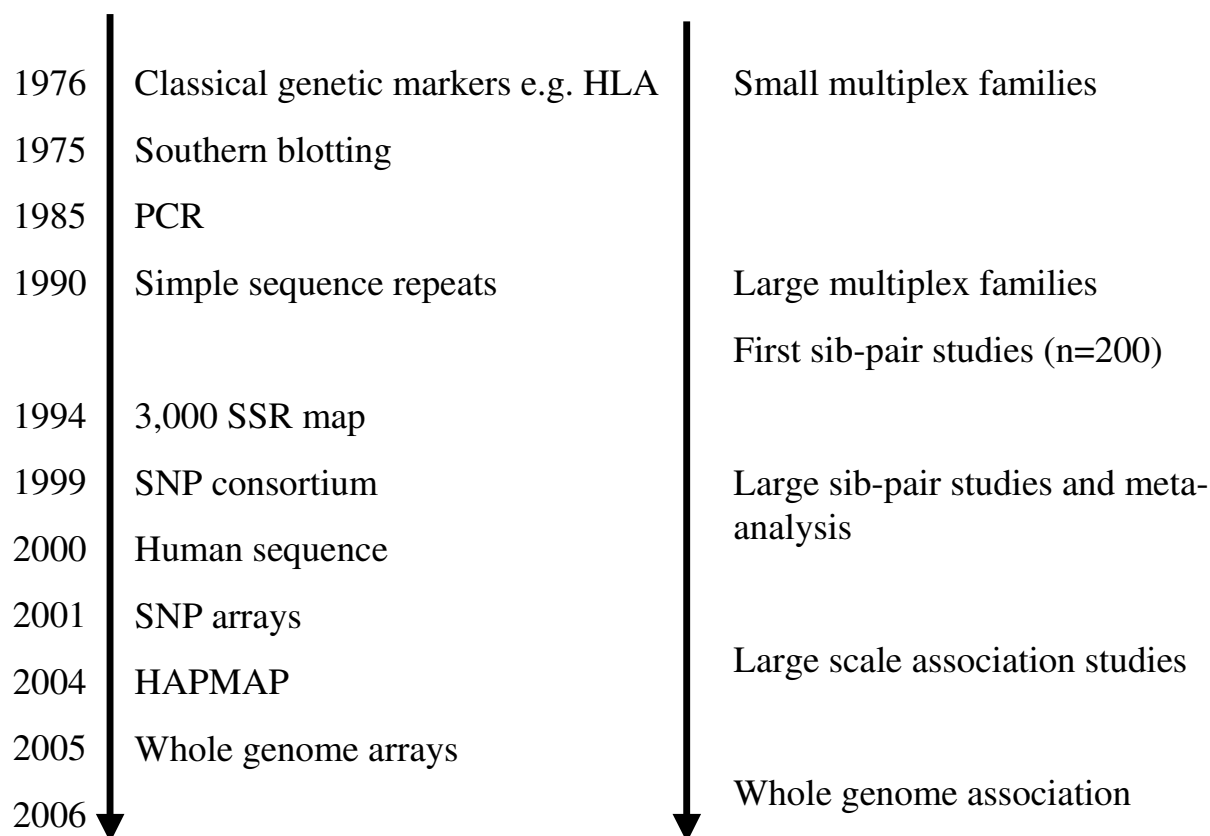 1976 Classical genetic markers e.g. HLA Small multiplex families
1975 Southern blotting
1985 PCR
1990 Simple sequence repeats Large multiplex families
First sib-pair studies (n=200)
1994 3,000 SSR map
1999 SNP consortium Large sib-pair studies and meta-
analysis
2000 Human sequence
2001 SNP arrays
Large scale association studies
2004 HAPMAP
2005 Whole genome arrays
Whole genome association
2006